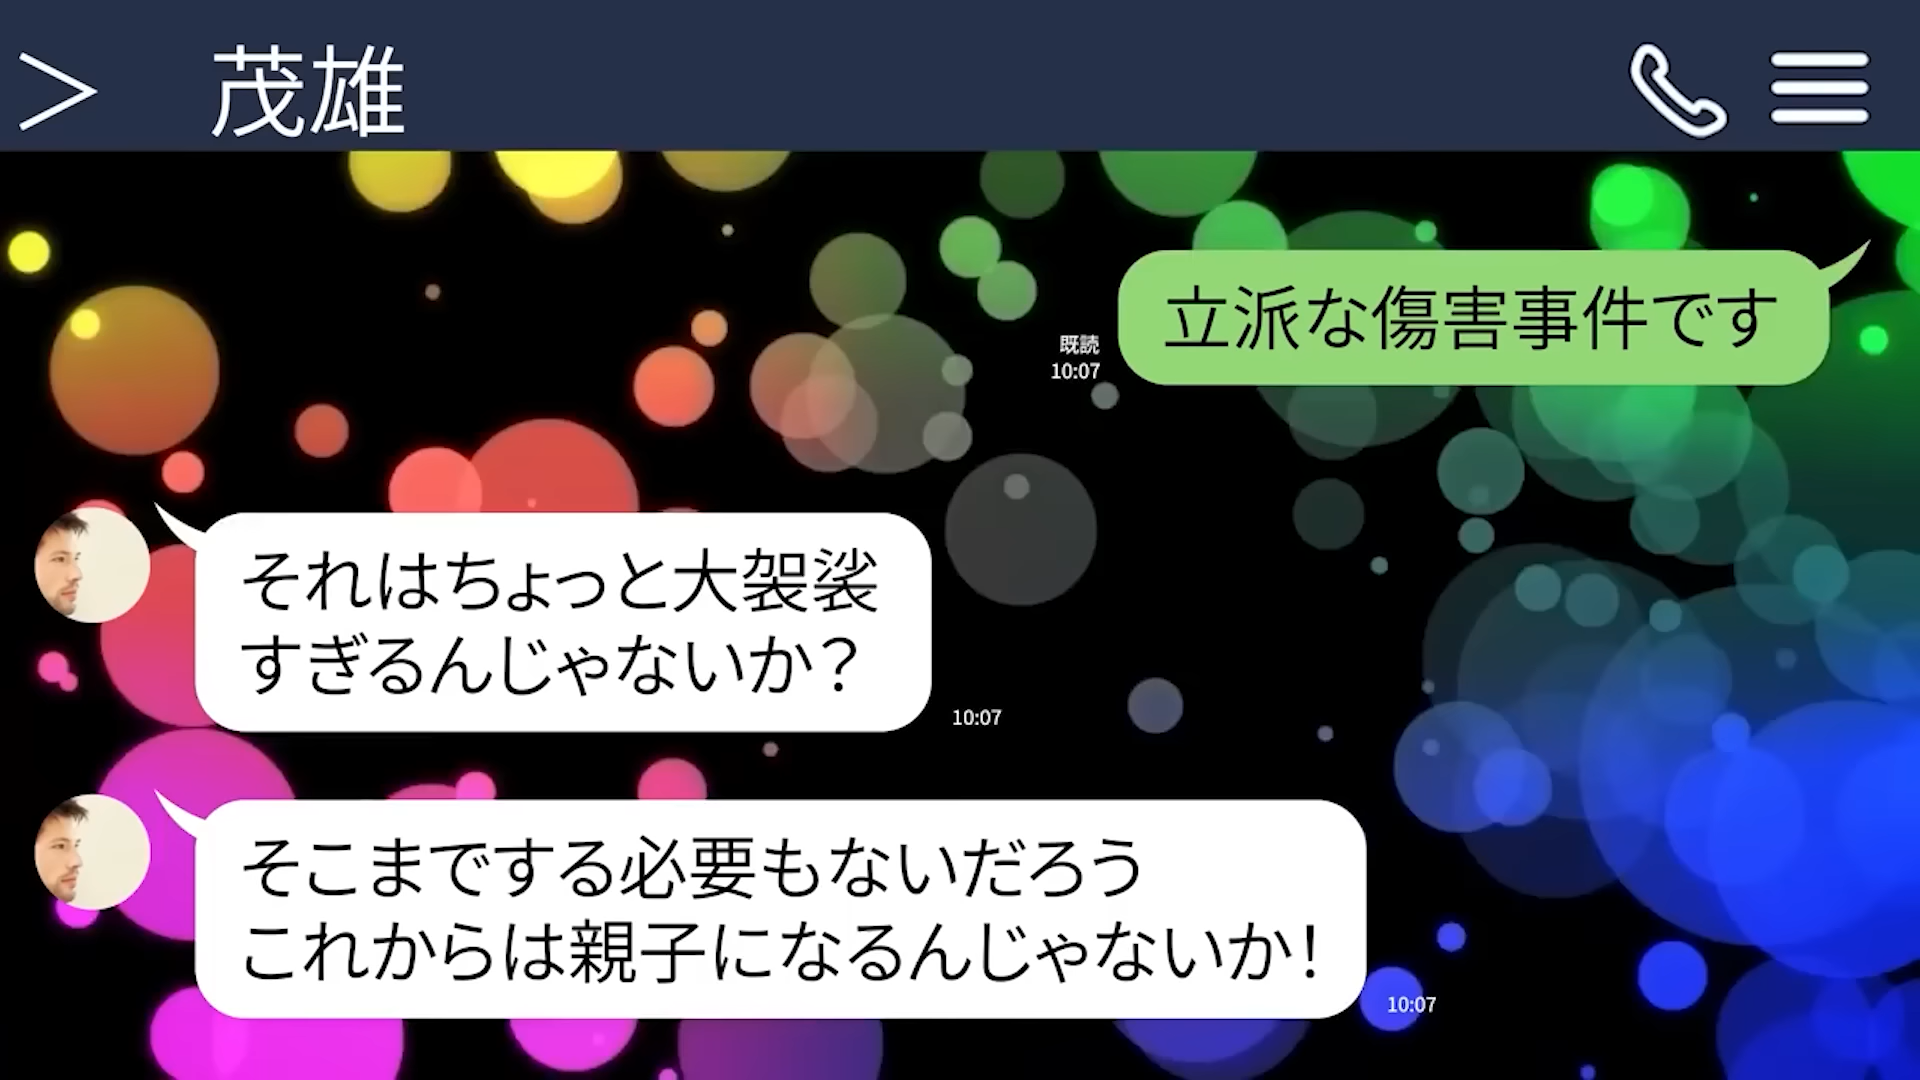 茂雄
立派な傷害事件です
既読
10:07
それはちょっと大袈裟
すぎるんじゃないか？
10:07
そこまでする必要もないだろう
これからは親子になるんじゃないか！
10:07